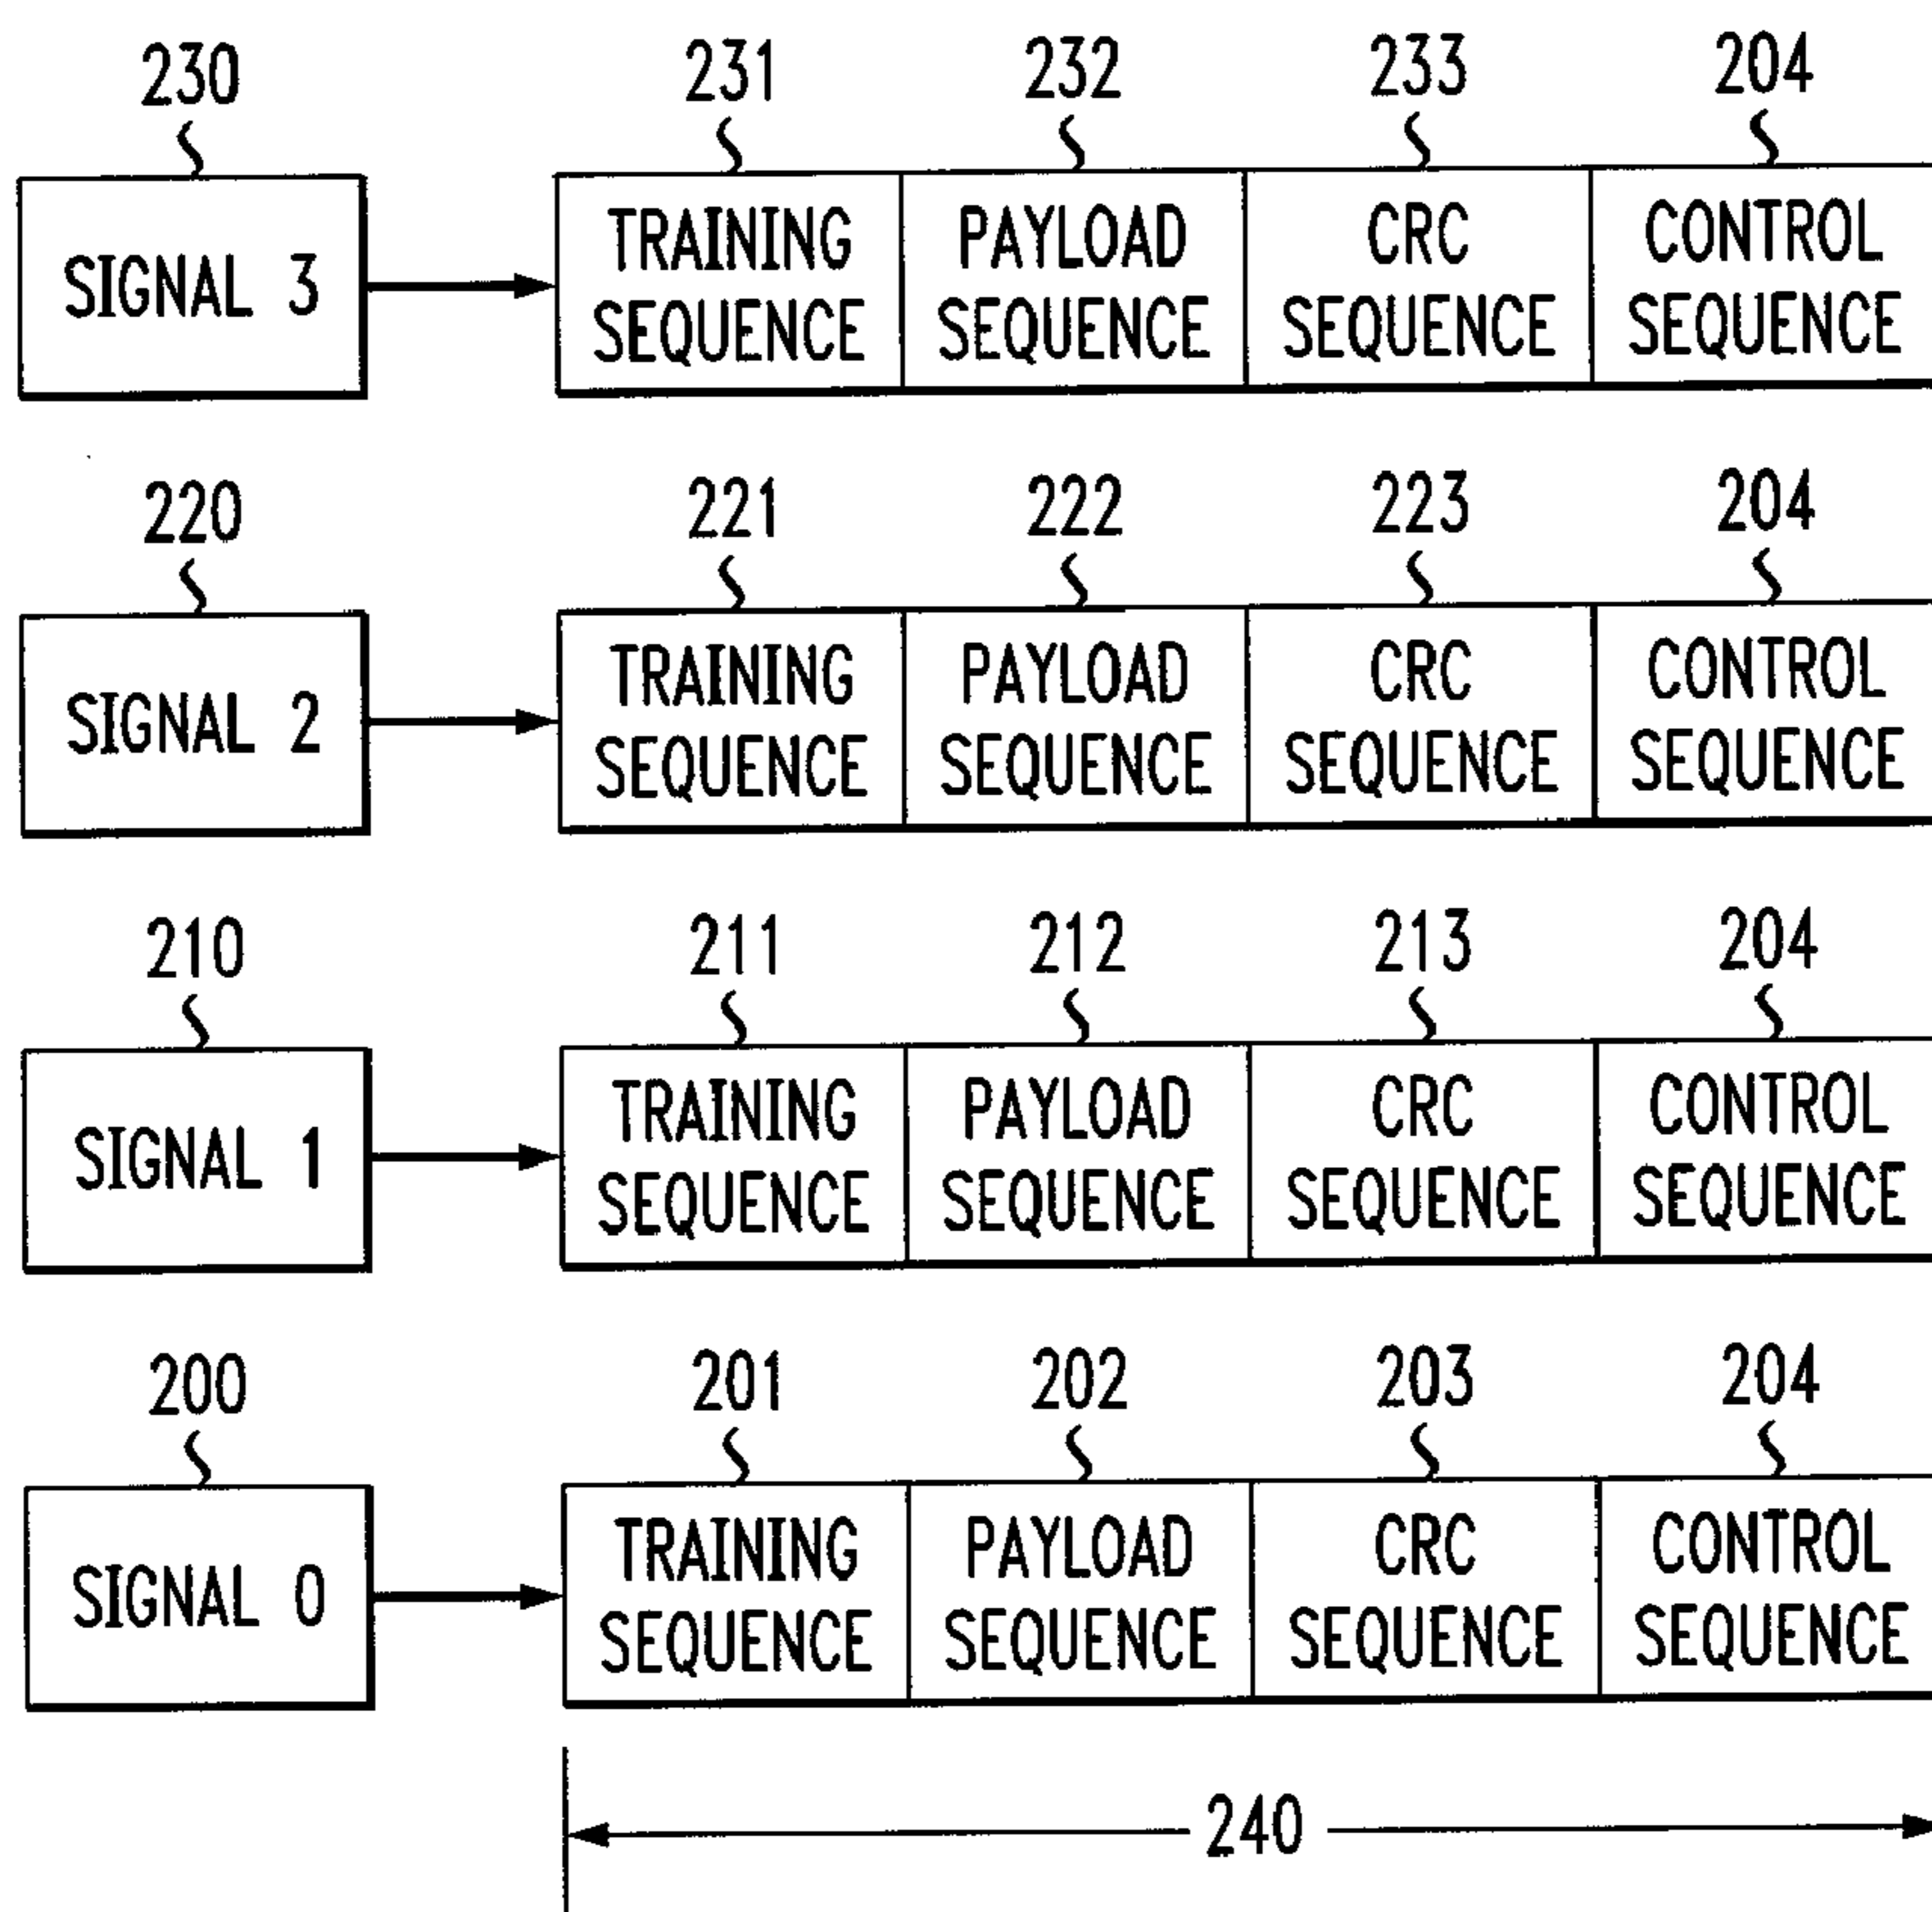 230 231 232 233 204
SIGNAL 3
TRAINING SEQUENCE
PAYLOAD SEQUENCE
CRC SEQUENCE
CONTROL SEQUENCE
220 221 222 223 204
SIGNAL 2
TRAINING SEQUENCE
PAYLOAD SEQUENCE
CRC SEQUENCE
CONTROL SEQUENCE
210 211 212 213 204
SIGNAL 1
TRAINING SEQUENCE
PAYLOAD SEQUENCE
CRC SEQUENCE
CONTROL SEQUENCE
200 201 202 203 204
SIGNAL 0
TRAINING SEQUENCE
PAYLOAD SEQUENCE
CRC SEQUENCE
CONTROL SEQUENCE
240